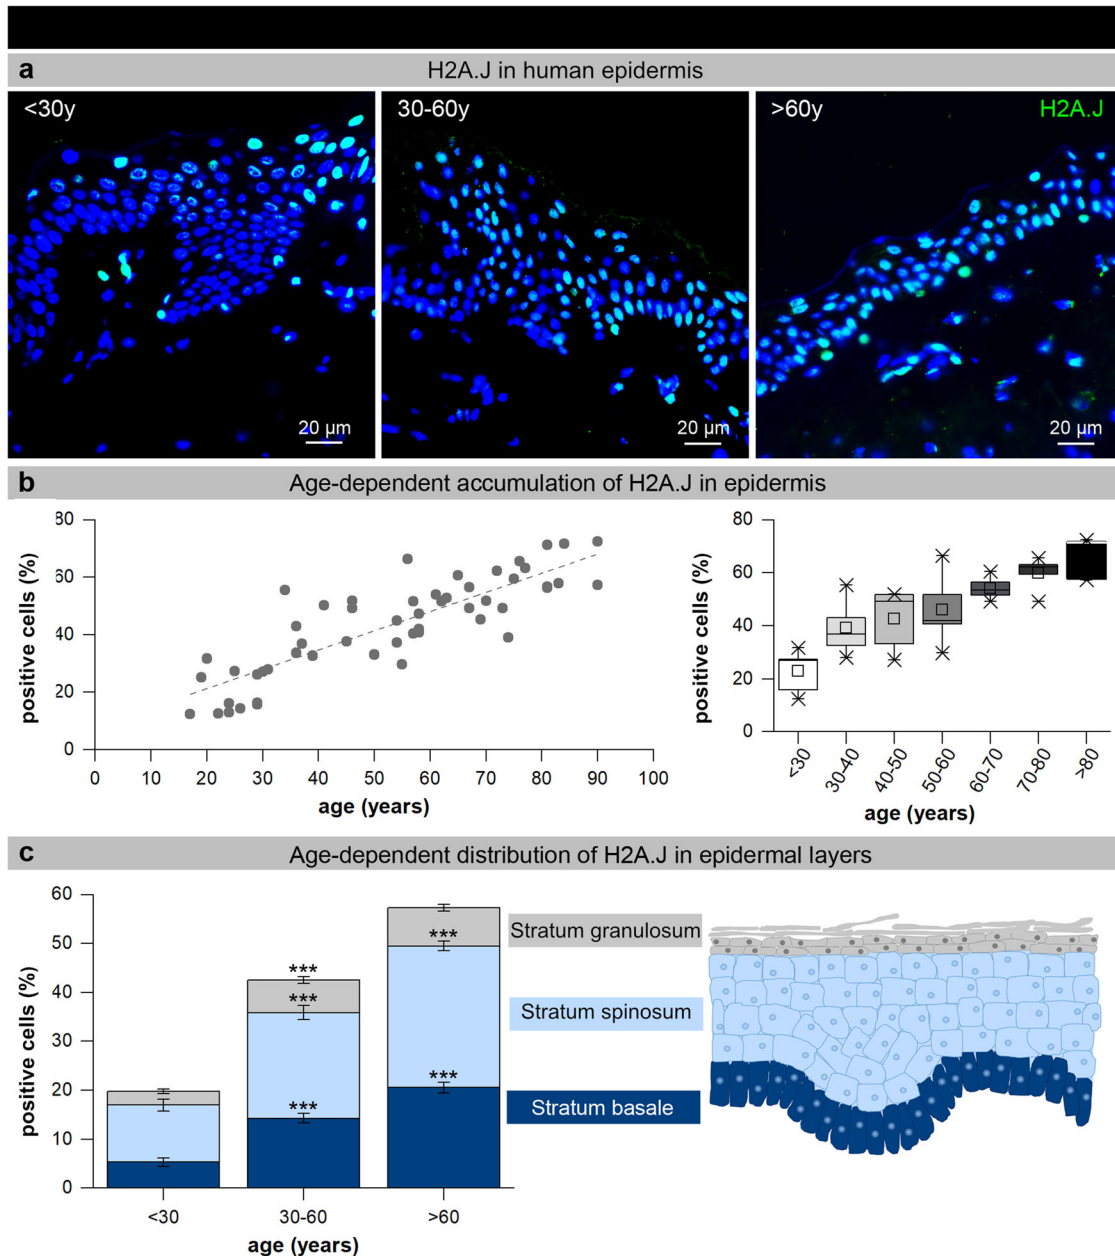 a
H2A.J in human epidermis
<30y
30-60y
>60y
H2A.J
20 µm
20 µm
20 µm
b
Age-dependent accumulation of H2A.J in epidermis
positive cells (%)
80
60
40
20
0
0 10 20 30 40 50 60 70 80 90 100
age (years)
positive cells (%)
80
60
40
20
0
<30 30-40 40-50 50-60 60-70 70-80 >80
age (years)
c
Age-dependent distribution of H2A.J in epidermal layers
positive cells (%)
60
50
40
30
20
10
0
***
***
***
***
***
<30 30-60 >60
age (years)
Stratum granulosum
Stratum spinosum
Stratum basale